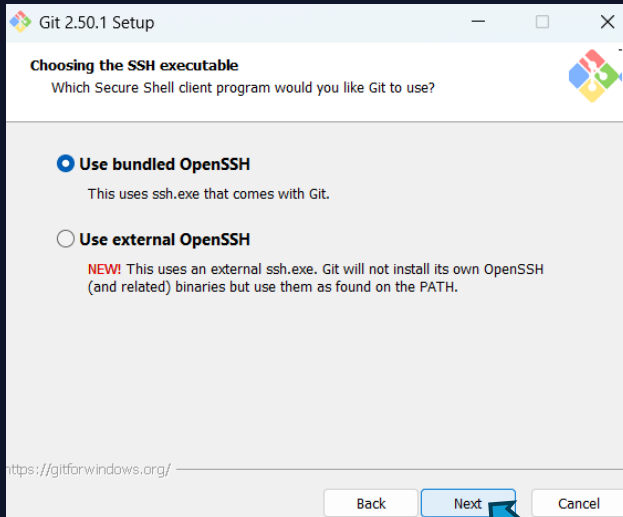 Git 2.50.1 Setup
Choosing the SSH executable
Which Secure Shell client program would you like Git to use?
Use bundled OpenSSH
This uses ssh.exe that comes with Git.
Use external OpenSSH
NEW! This uses an external ssh.exe. Git will not install its own OpenSSH
(and related) binaries but use them as found on the PATH.
https://gitforwindows.org/
Back Next Cancel